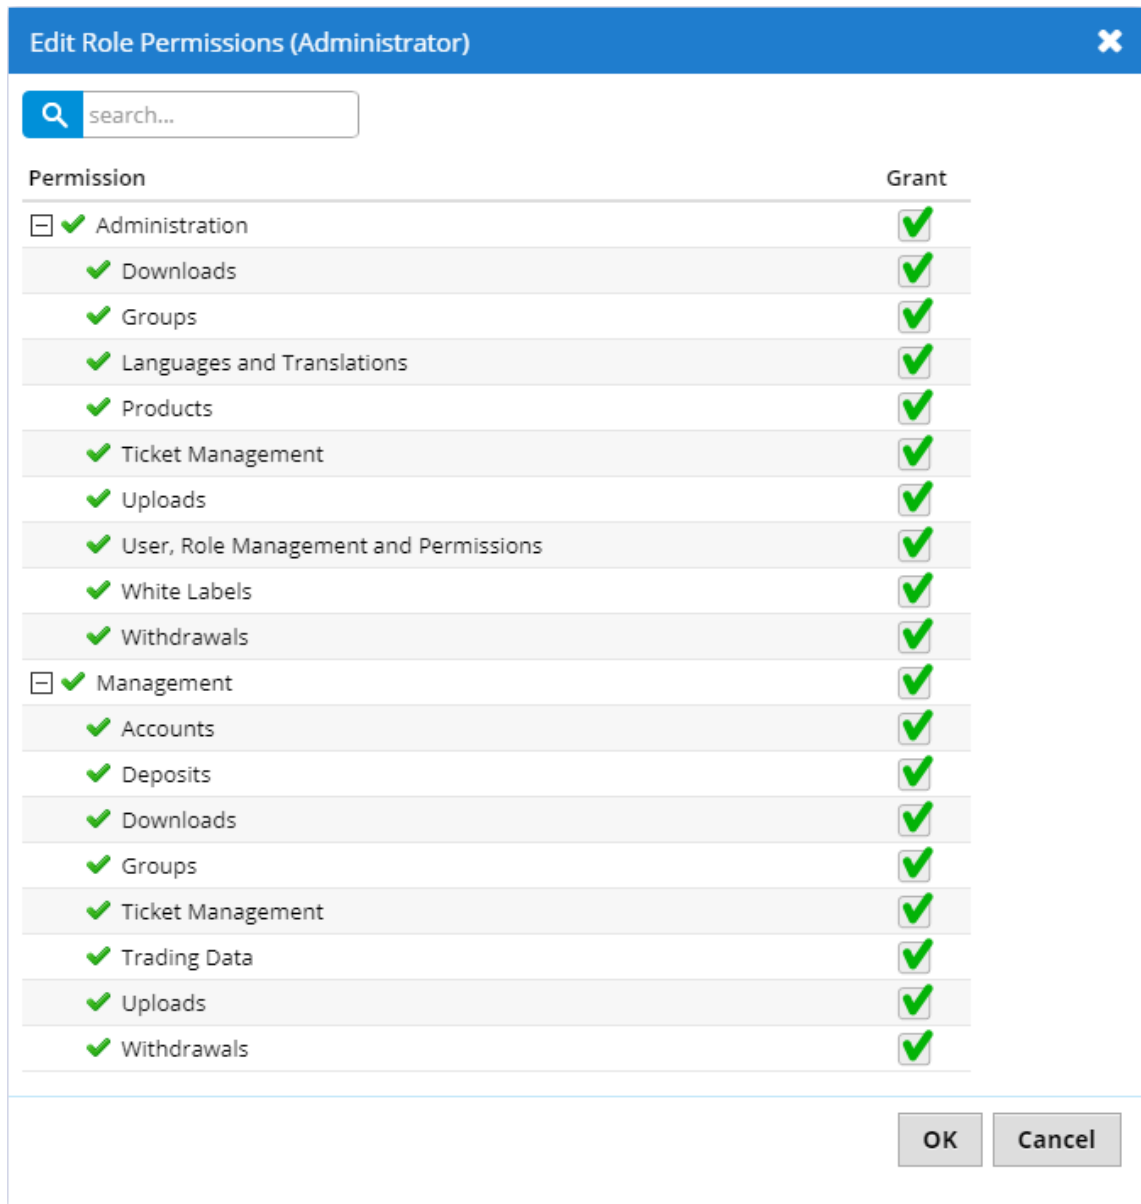 Edit Role Permissions (Administrator)
search...
Permission Grant
Administration
Downloads
Groups
Languages and Translations
Products
Ticket Management
Uploads
User, Role Management and Permissions
White Labels
Withdrawals
Management
Accounts
Deposits
Downloads
Groups
Ticket Management
Trading Data
Uploads
Withdrawals
OK Cancel